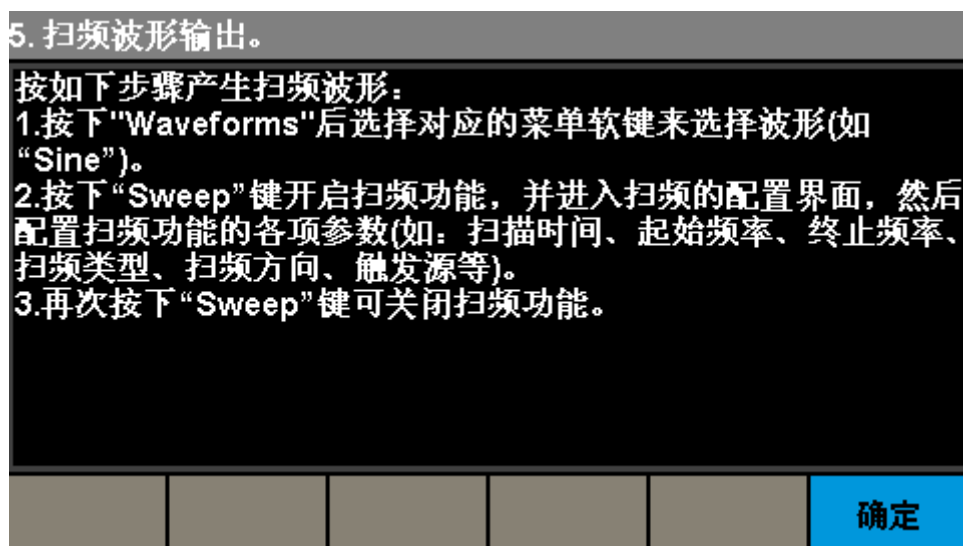 5. 扫频波形输出。
按如下步骤产生扫频波形：
1.按下"Waveforms"后选择对应的菜单软键来选择波形(如
“Sine”)。
2.按下“Sweep”键开启扫频功能，并进入扫频的配置界面，然后
配置扫频功能的各项参数(如：扫描时间、起始频率、终止频率、
扫频类型、扫频方向、触发源等)。
3.再次按下“Sweep”键可关闭扫频功能。
确定